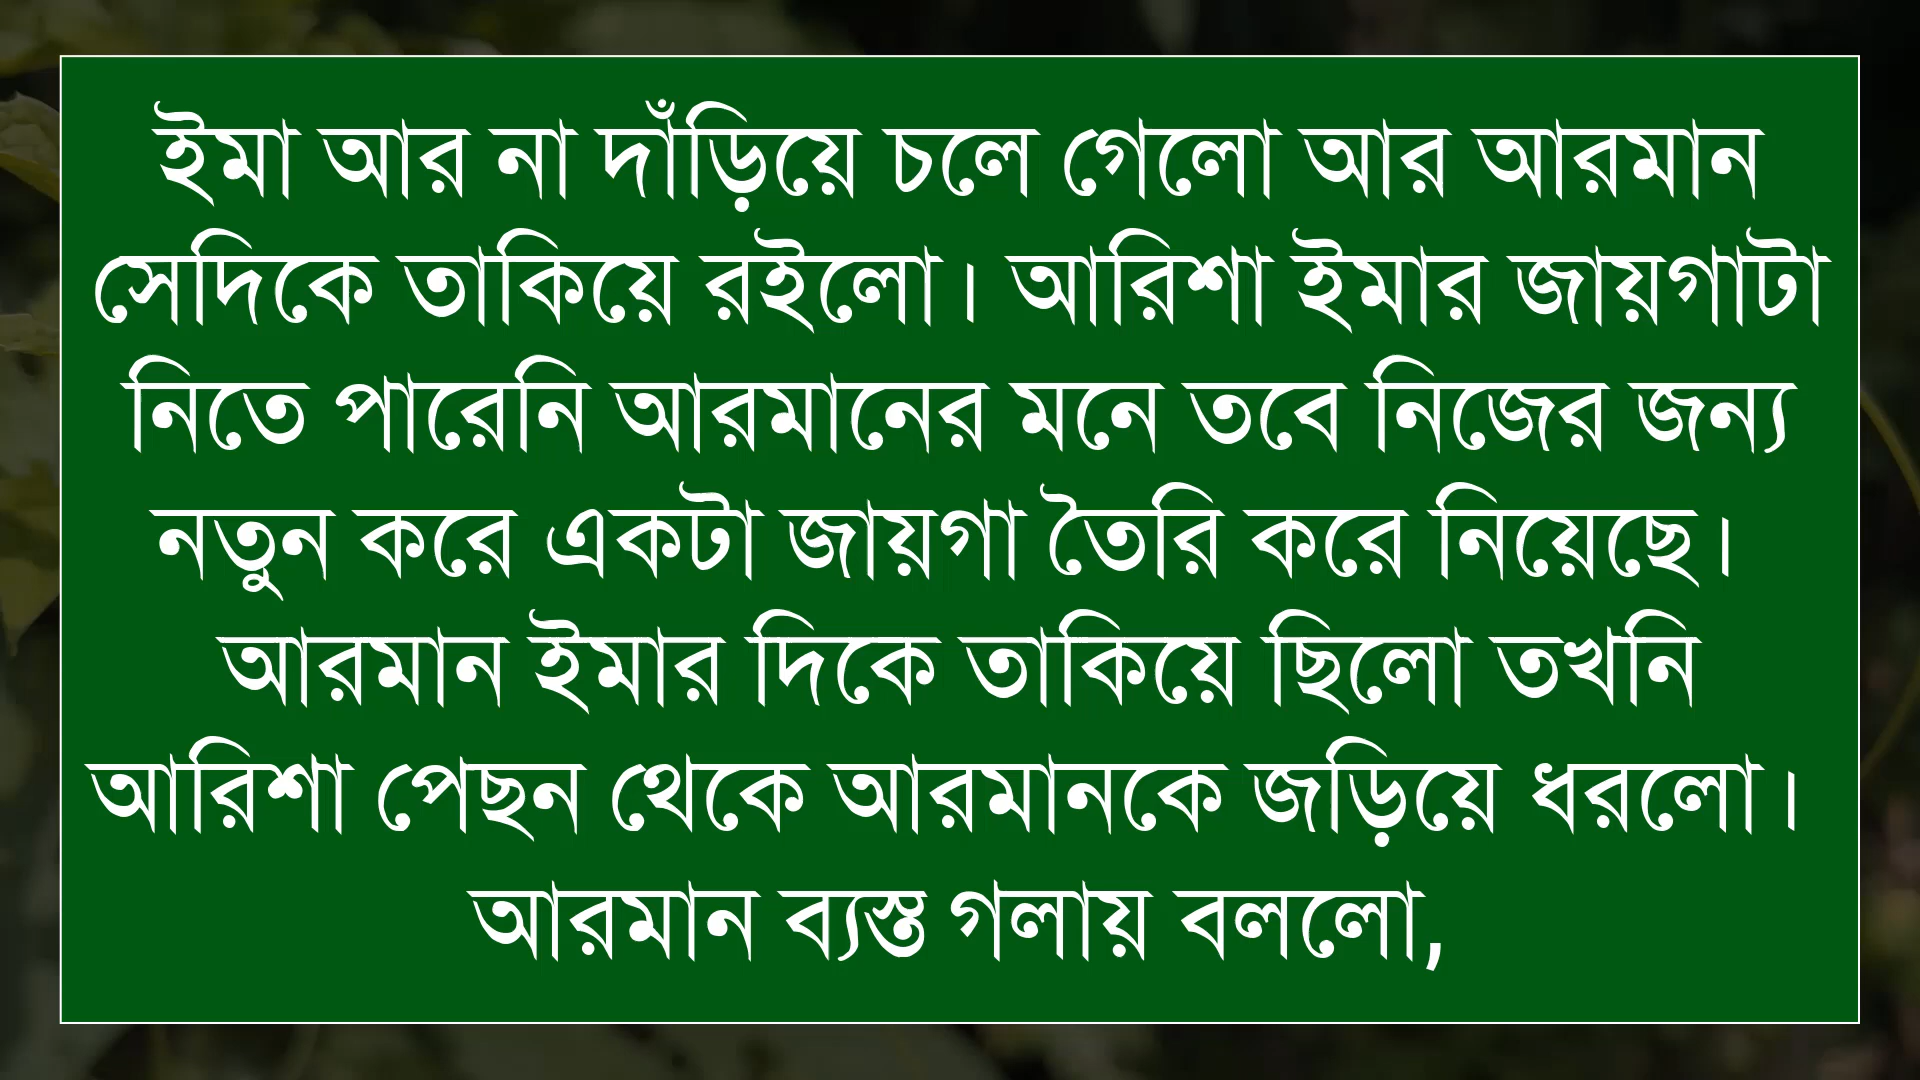 ইমা আর না দাঁড়িয়ে চলে গেলো আর আরমান
সেদিকে তাকিয়ে রইলো। আরিশা ইমার জায়গাটা
নিতে পারেনি আরমানের মনে তবে নিজের জন্য
নতুন করে একটা জায়গা তৈরি করে নিয়েছে।
আরমান ইমার দিকে তাকিয়ে ছিলো তখনি
আরিশা পেছন থেকে আরমানকে জড়িয়ে ধরলো।
আরমান ব্যস্ত গলায় বললো,